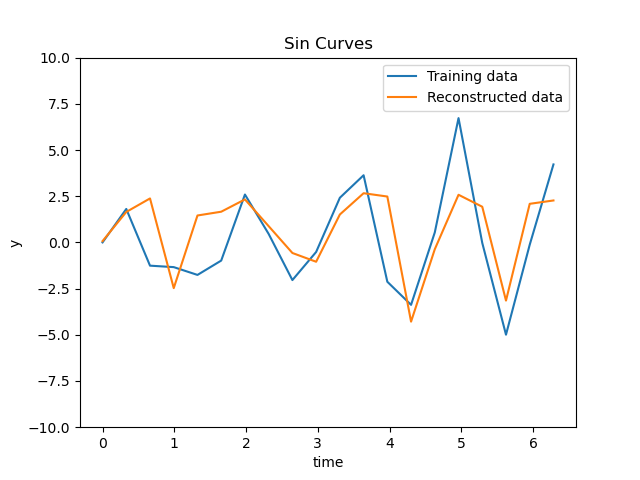 Sin Curves
Training data
Reconstructed data
10.0
7.5
5.0
2.5
0.0
−2.5
−5.0
−7.5
−10.0
y
0 1 2 3 4 5 6
time